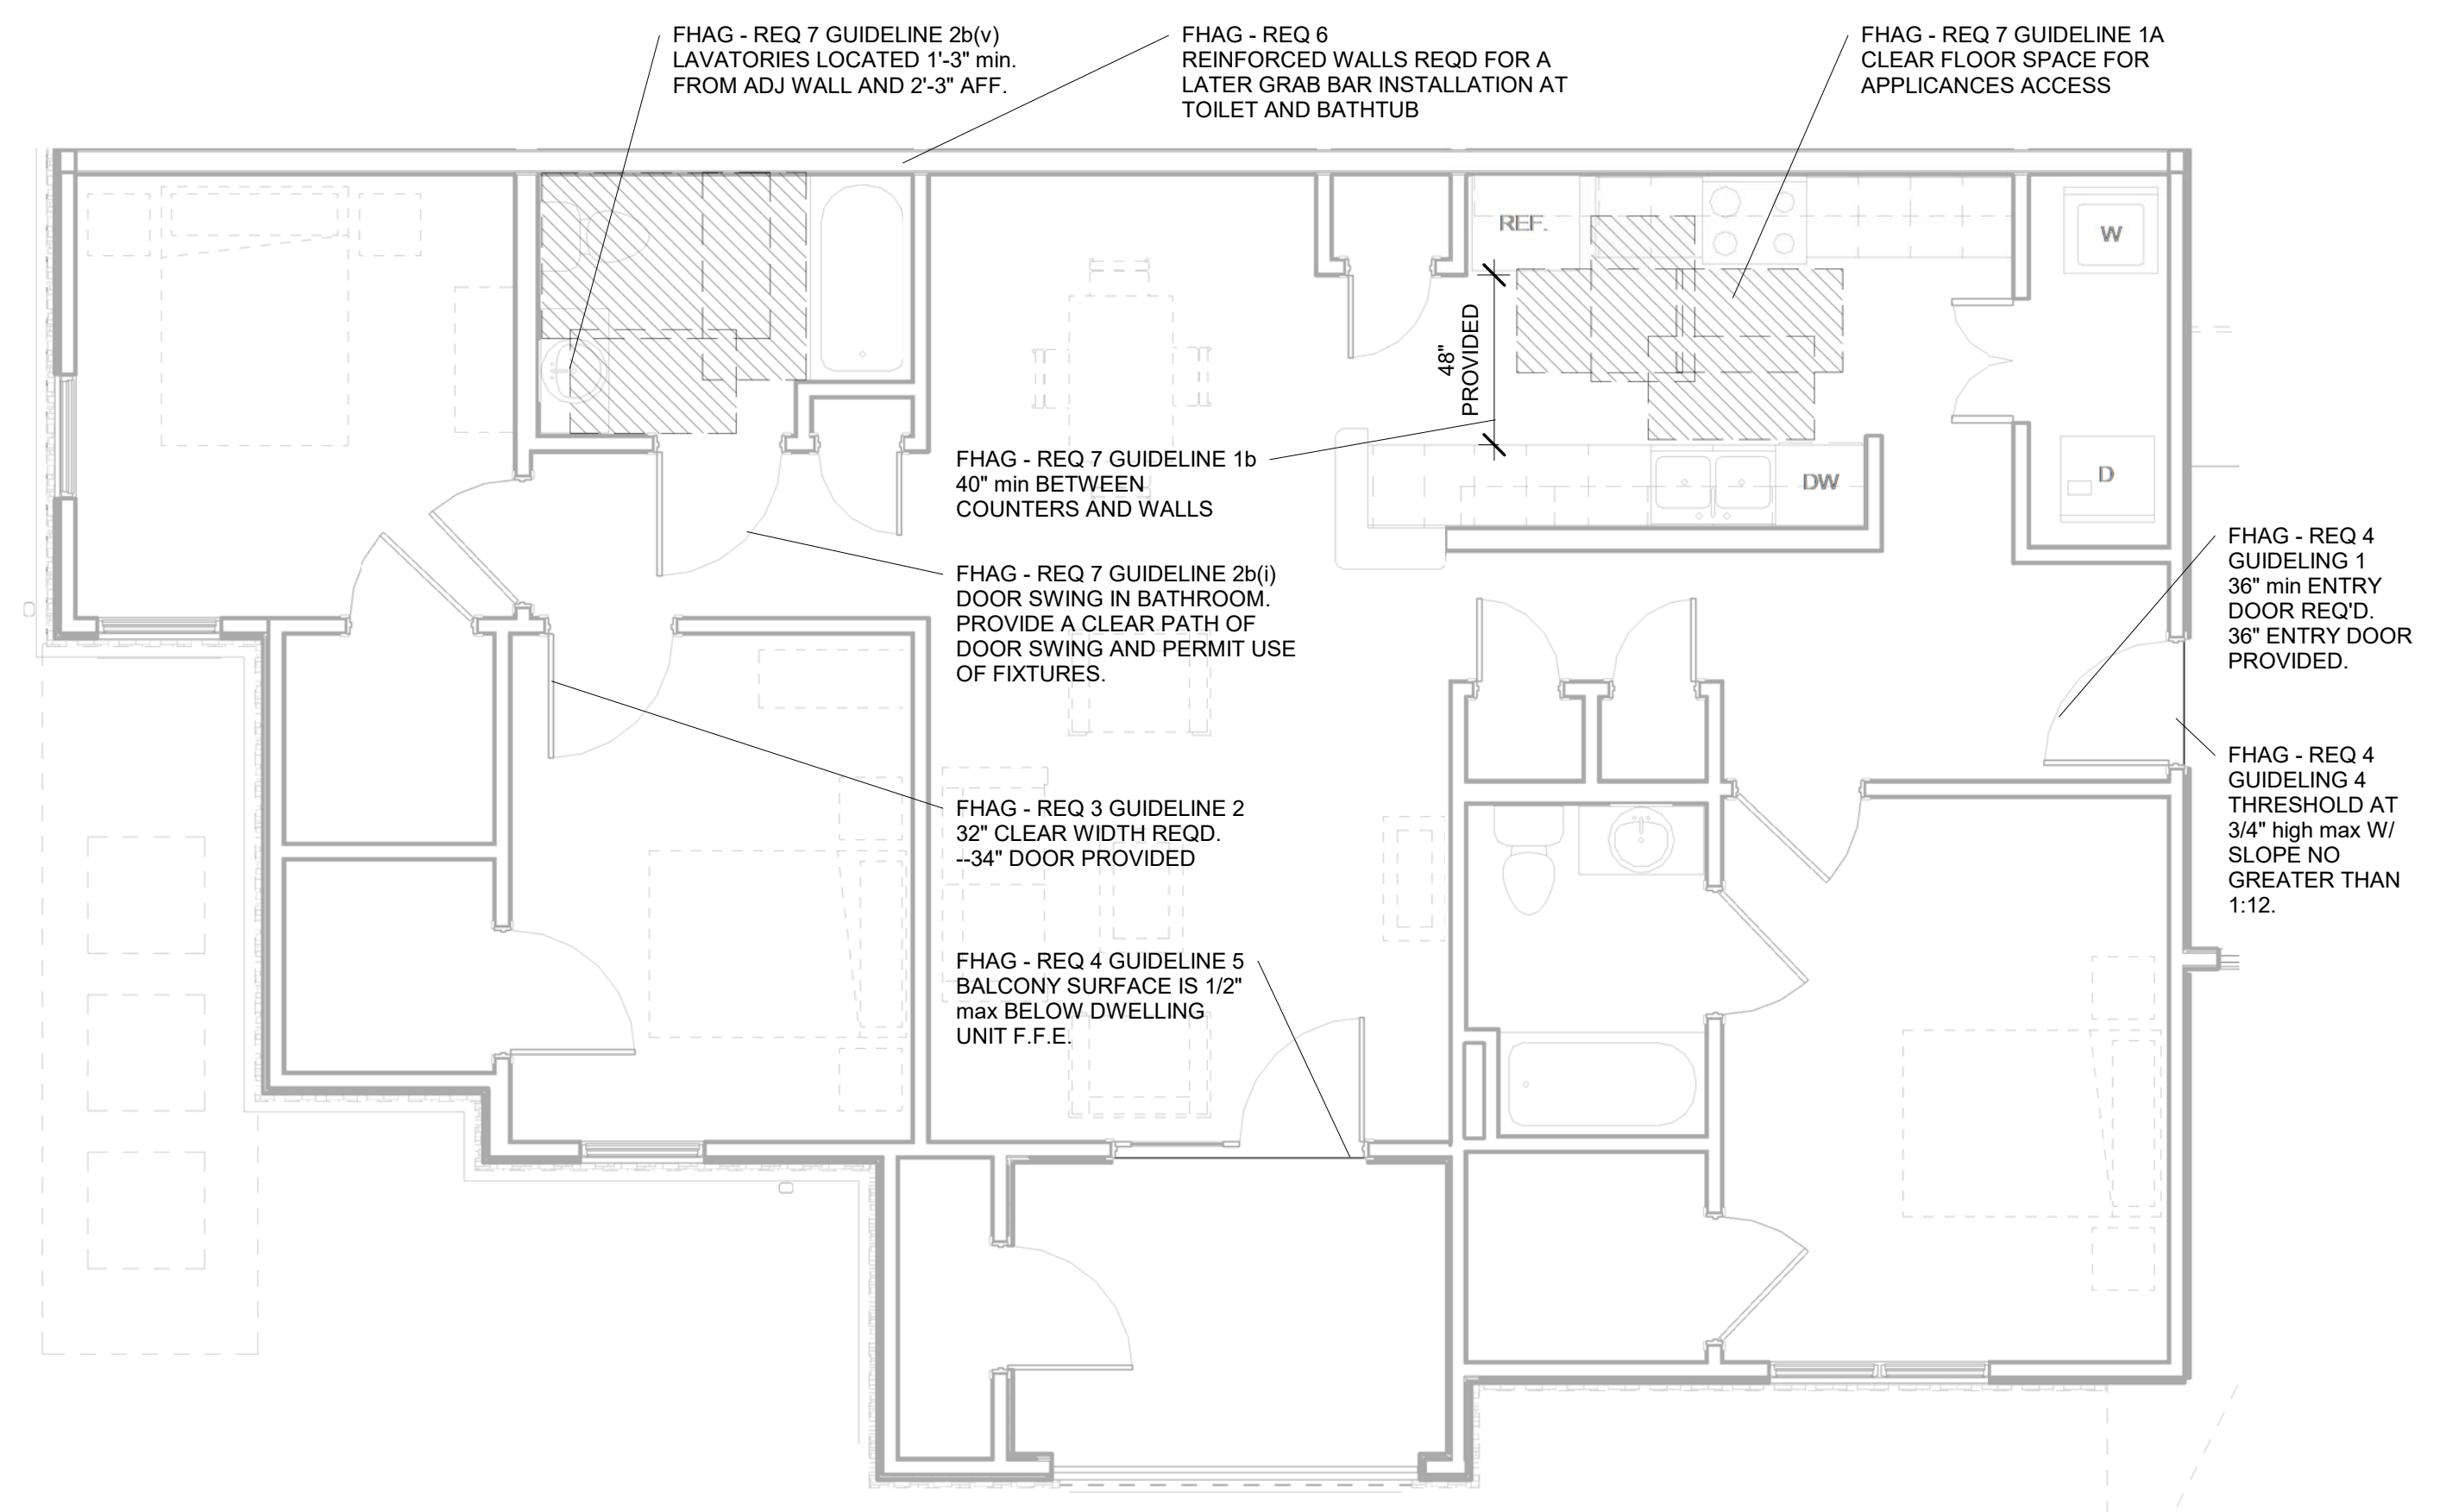 FHAG - REQ 7 GUIDELINE 2b(v)
LAVATORIES LOCATED 1'-3" min.
FROM ADJ WALL AND 2'-3" AFF.
FHAG - REQ 6
REINFORCED WALLS REQD FOR A
LATER GRAB BAR INSTALLATION AT
TOILET AND BATHTUB
FHAG - REQ 7 GUIDELINE 1A
CLEAR FLOOR SPACE FOR
APPLICANCES ACCESS
REF.
W
48"
PROVIDED
FHAG - REQ 7 GUIDELINE 1b
40" min BETWEEN
COUNTERS AND WALLS
DW
D
FHAG - REQ 7 GUIDELINE 2b(i)
DOOR SWING IN BATHROOM.
PROVIDE A CLEAR PATH OF
DOOR SWING AND PERMIT USE
OF FIXTURES.
FHAG - REQ 4
GUIDELING 1
36" min ENTRY
DOOR REQ'D.
36" ENTRY DOOR
PROVIDED.
FHAG - REQ 4
GUIDELING 4
THRESHOLD AT
3/4" high max W/
SLOPE NO
GREATER THAN
1:12.
FHAG - REQ 3 GUIDELINE 2
32" CLEAR WIDTH REQD.
--34" DOOR PROVIDED
FHAG - REQ 4 GUIDELINE 5
BALCONY SURFACE IS 1/2"
max BELOW DWELLING
UNIT F.F.E.